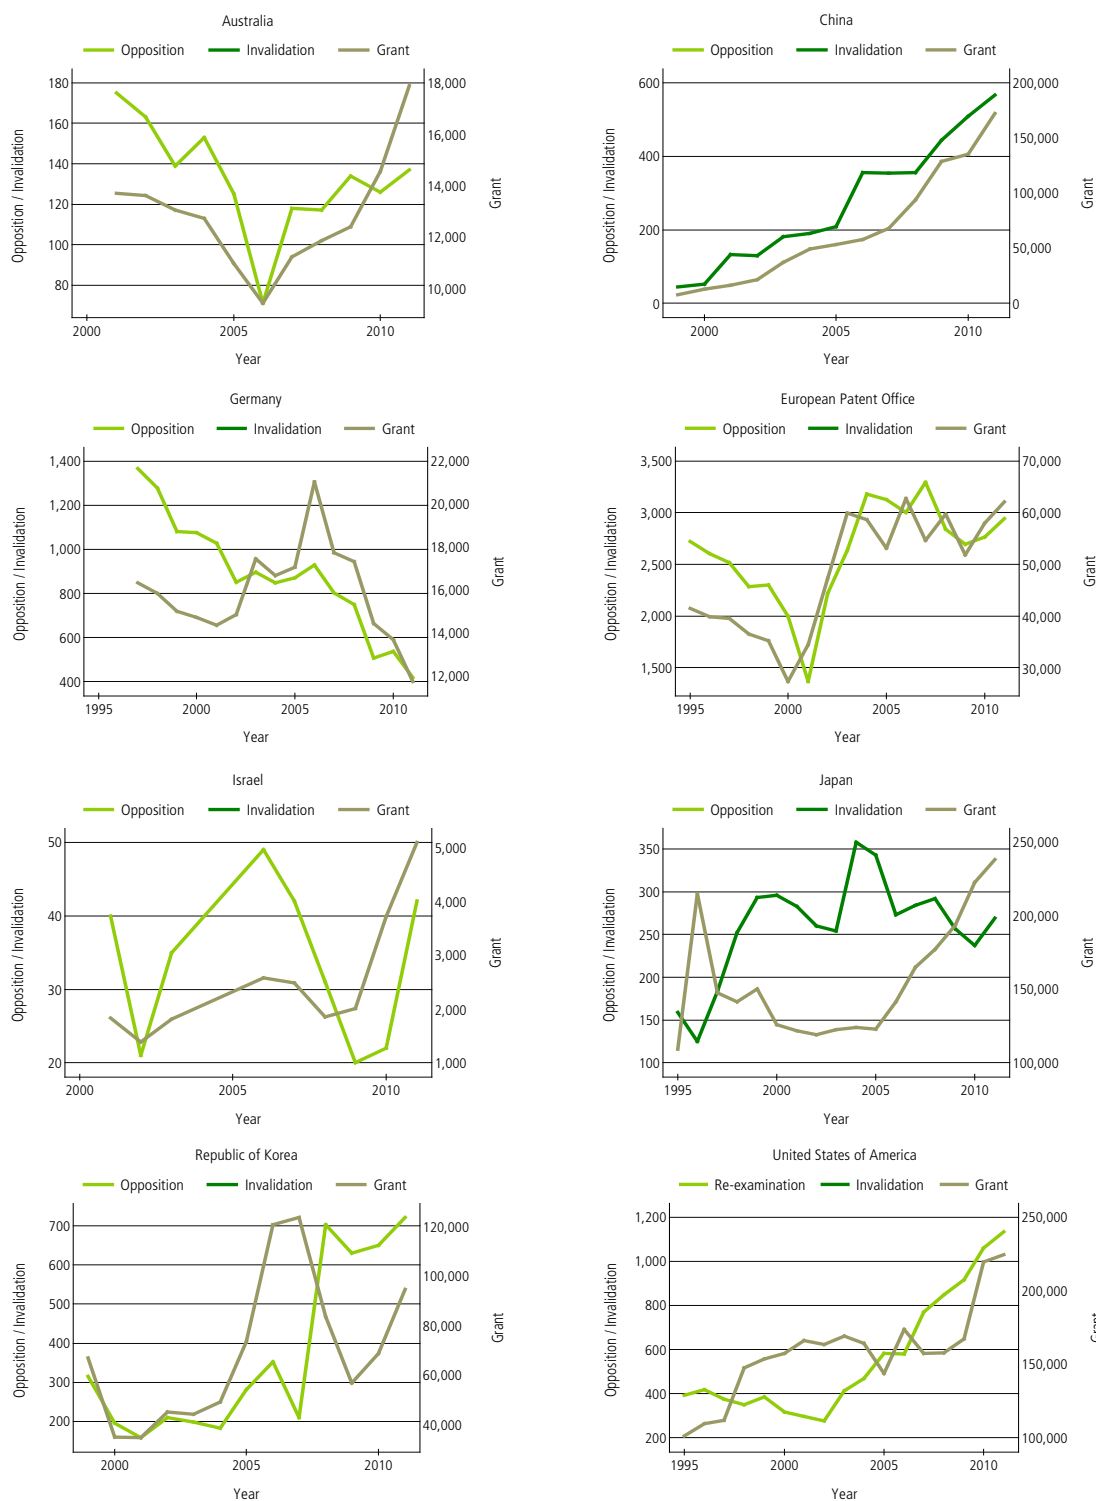 Australia
Opposition Invalidation Grant
180
160
140
120
100
80
18,000
16,000
14,000
12,000
10,000
Opposition / Invalidation
Grant
2000 2005 2010
Year
China
Opposition Invalidation Grant
600
400
200
0
200,000
150,000
100,000
50,000
0
Opposition / Invalidation
Grant
2000 2005 2010
Year
Germany
Opposition Invalidation Grant
1,400
1,200
1,000
800
600
400
22,000
20,000
18,000
16,000
14,000
12,000
Opposition / Invalidation
Grant
1995 2000 2005 2010
Year
European Patent Office
Opposition Invalidation Grant
3,500
3,000
2,500
2,000
1,500
70,000
60,000
50,000
40,000
30,000
Opposition / Invalidation
Grant
1995 2000 2005 2010
Year
Israel
Opposition Invalidation Grant
50
40
30
20
5,000
4,000
3,000
2,000
1,000
Opposition / Invalidation
Grant
2000 2005 2010
Year
Japan
Opposition Invalidation Grant
350
300
250
200
150
100
250,000
200,000
150,000
100,000
Opposition / Invalidation
Grant
1995 2000 2005 2010
Year
Republic of Korea
Opposition Invalidation Grant
700
600
500
400
300
200
120,000
100,000
80,000
60,000
40,000
Opposition / Invalidation
Grant
2000 2005 2010
Year
United States of America
Re-examination Invalidation Grant
1,200
1,000
800
600
400
200
250,000
200,000
150,000
100,000
Opposition / Invalidation
Grant
1995 2000 2005 2010
Year